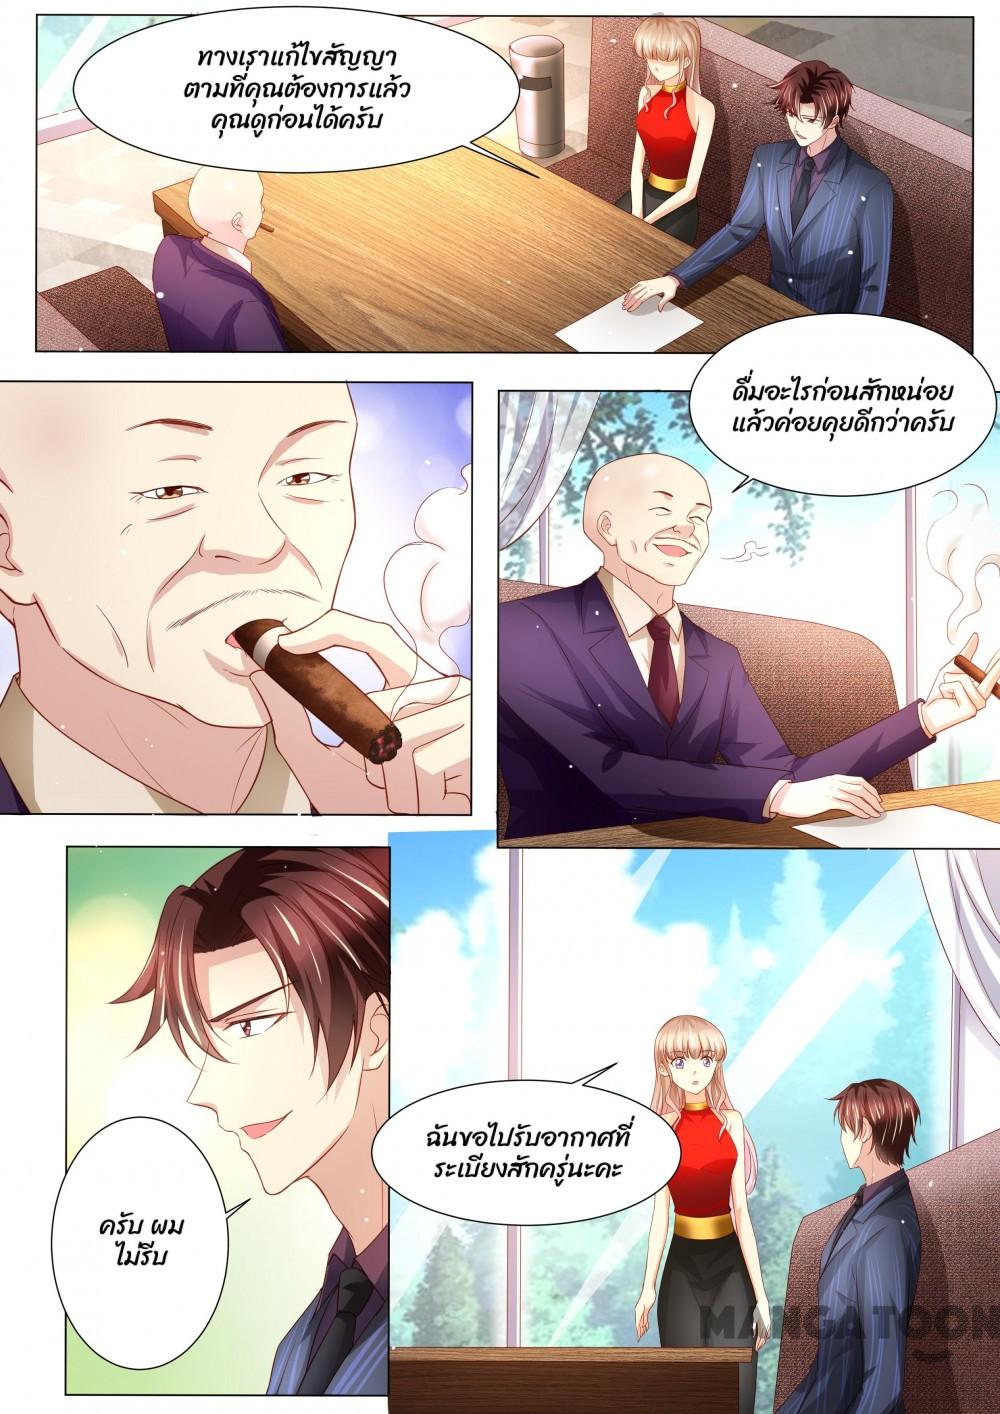 ทางเราแก้ไขสัญญา
ตามที่คุณต้องการแล้ว
คุณดูก่อนได้ครับ
ดื่มอะไรก่อนสักหน่อย
แล้วค่อยคุยดีกว่าครับ
ฉันขอไปรับอากาศที่
ระเบียงสักครู่นะคะ
ครับ ผม
ไม่รีบ
MANGATOON